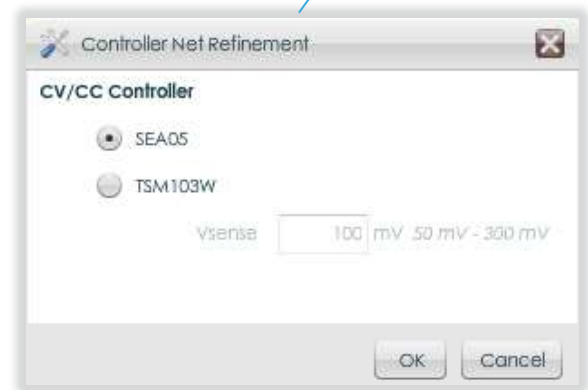 Controller Net Refinement
CV/CC Controller
SEA05
TSM103W
Vsense 100 mV 50 mV - 300 mV
OK Cancel